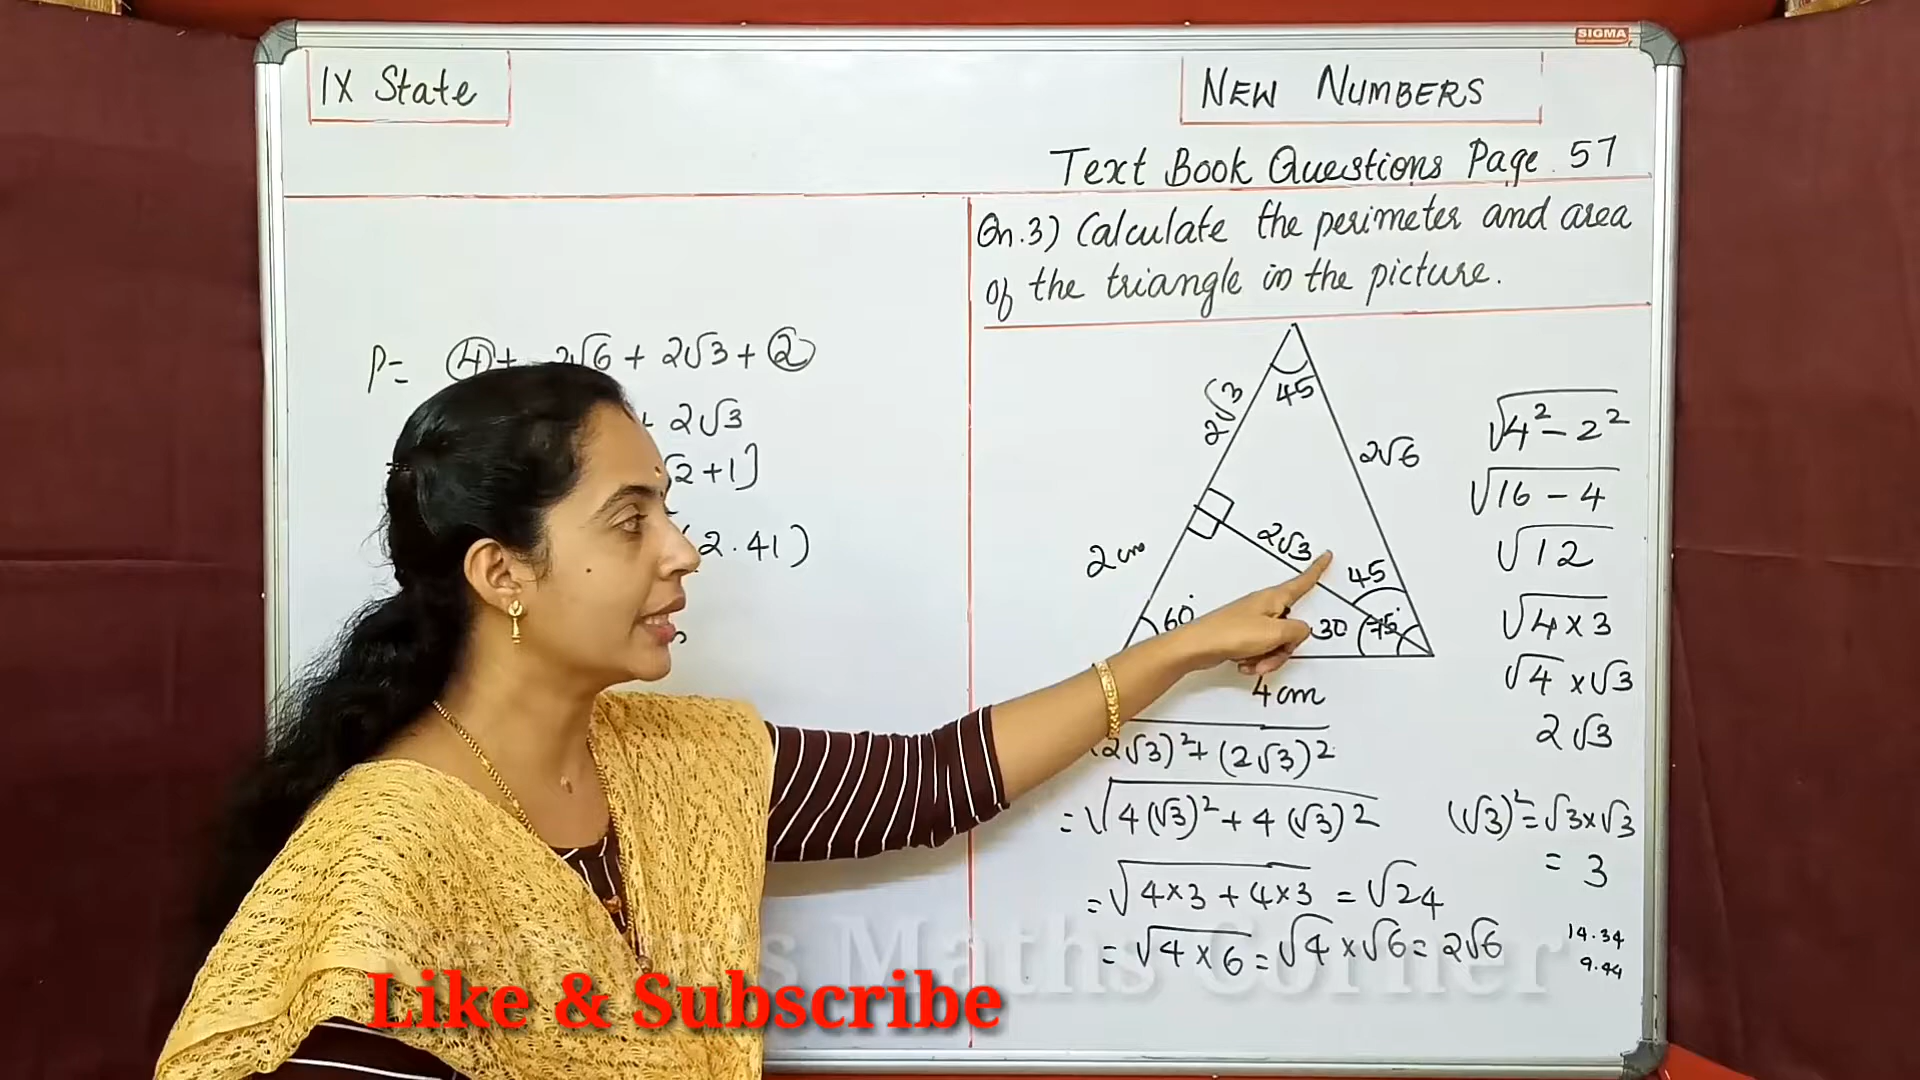 SIGMA
IX State
NEW NUMBERS
Text Book Questions Page. 57
Qn.3) Calculate the perimeter and area
of the triangle in the picture.
P= 4 + 2√6 + 2√3 + 2
+ 2√3
√2+1]
(2.41)
45
2√3
2√6
2√3
2 cm
45
60°
30
75°
4 cm
√4²-2²
√16-4
√12
√4×3
√4×√3
2√3
(2√3)²+(2√3)²
=√4(√3)²+4(√3)²
=√4×3+4×3 =√24
=√4×6=√4×√6=2√6
(√3)²=√3×√3
= 3
14.34
9.44
Maths Corner
Like & Subscribe